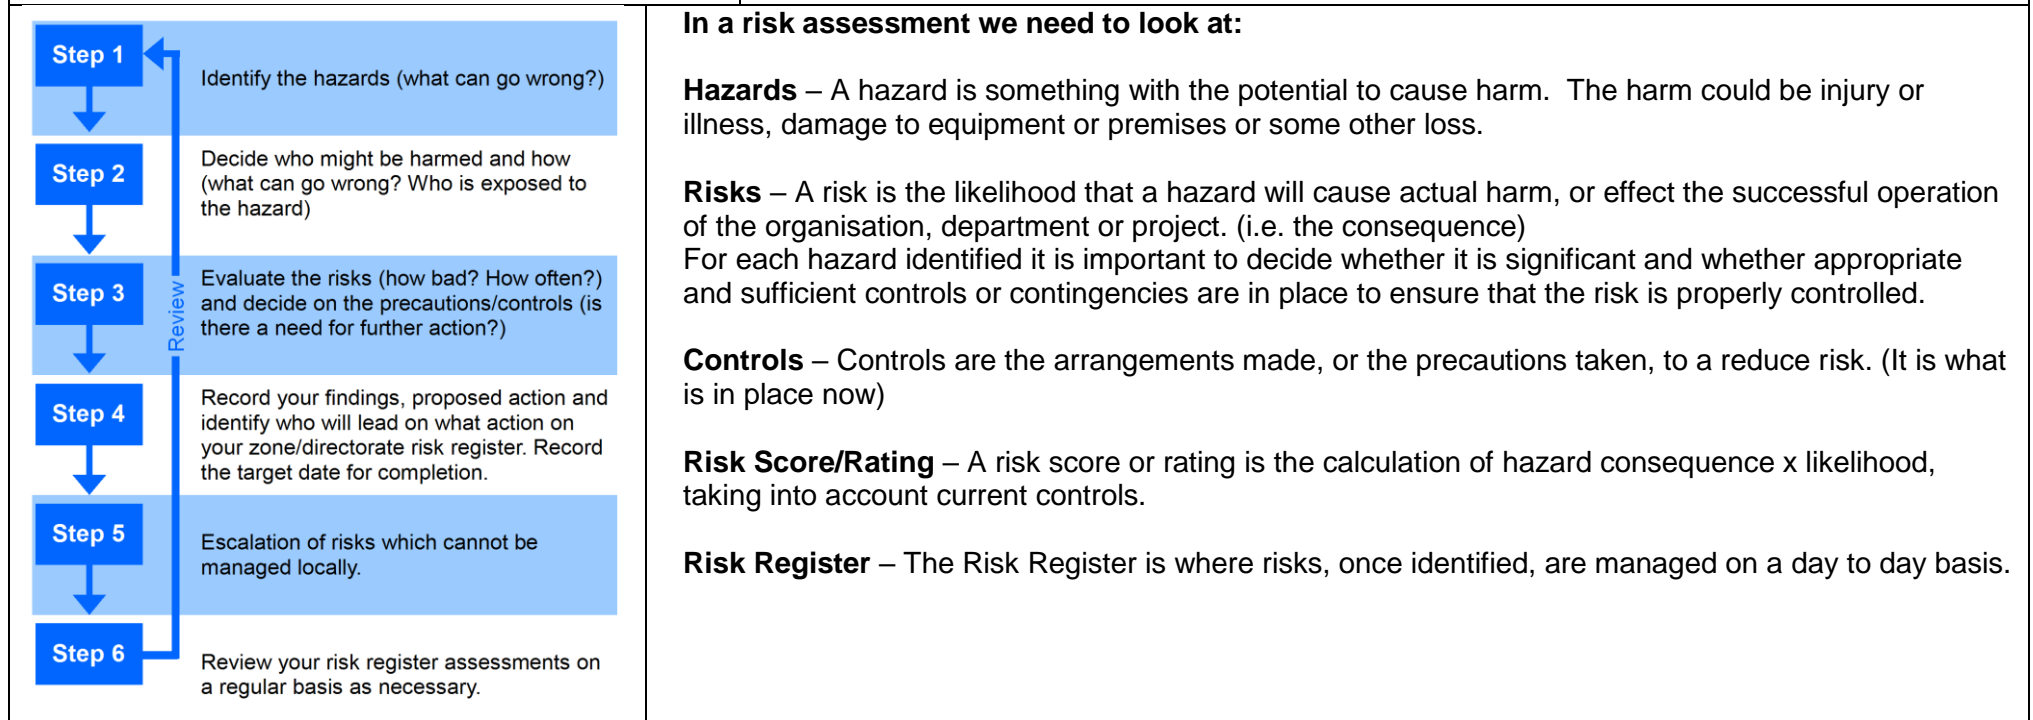 Step 1
Identify the hazards (what can go wrong?)
Step 2
Decide who might be harmed and how
(what can go wrong? Who is exposed to
the hazard)
Step 3
Evaluate the risks (how bad? How often?)
and decide on the precautions/controls (is
there a need for further action?)
Review
Step 4
Record your findings, proposed action and
identify who will lead on what action on
your zone/directorate risk register. Record
the target date for completion.
Step 5
Escalation of risks which cannot be
managed locally.
Step 6
Review your risk register assessments on
a regular basis as necessary.
In a risk assessment we need to look at:
Hazards – A hazard is something with the potential to cause harm.  The harm could be injury or
illness, damage to equipment or premises or some other loss.
Risks – A risk is the likelihood that a hazard will cause actual harm, or effect the successful operation
of the organisation, department or project. (i.e. the consequence)
For each hazard identified it is important to decide whether it is significant and whether appropriate
and sufficient controls or contingencies are in place to ensure that the risk is properly controlled.
Controls – Controls are the arrangements made, or the precautions taken, to a reduce risk. (It is what
is in place now)
Risk Score/Rating – A risk score or rating is the calculation of hazard consequence x likelihood,
taking into account current controls.
Risk Register – The Risk Register is where risks, once identified, are managed on a day to day basis.